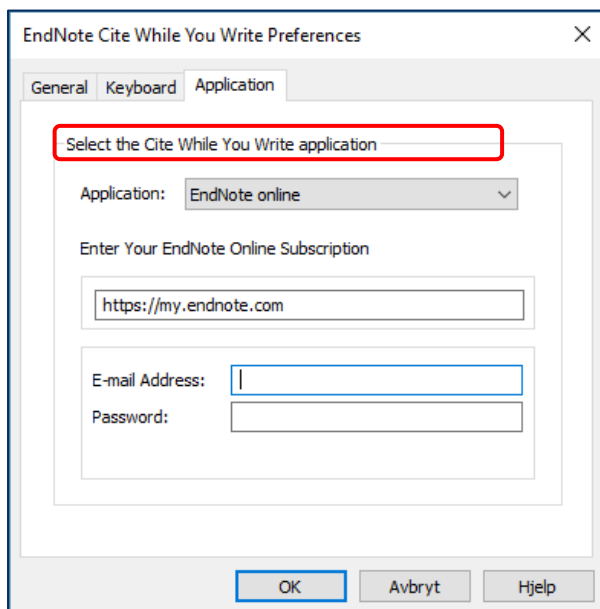 EndNote Cite While You Write Preferences
General Keyboard Application
Select the Cite While You Write application
Application: EndNote online
Enter Your EndNote Online Subscription
https://my.endnote.com
E-mail Address:
Password:
OK Avbryt Hjelp